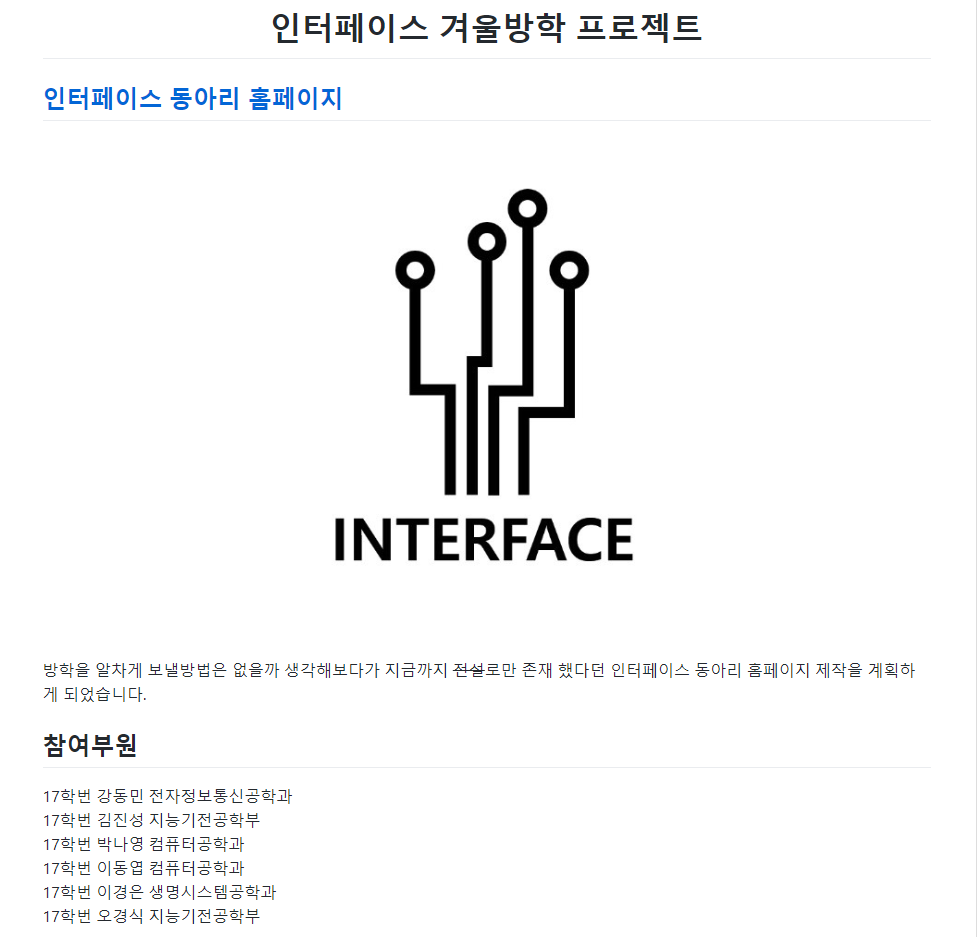 인터페이스 겨울방학 프로젝트
인터페이스 동아리 홈페이지
INTERFACE
방학을 알차게 보낼방법은 없을까 생각해보다가 지금까지 전설로만 존재 했다던 인터페이스 동아리 홈페이지 제작을 계획하
게 되었습니다.
참여부원
17학번 강동민 전자정보통신공학과
17학번 김진성 지능기전공학부
17학번 박나영 컴퓨터공학과
17학번 이동엽 컴퓨터공학과
17학번 이경은 생명시스템공학과
17학번 오경식 지능기전공학부